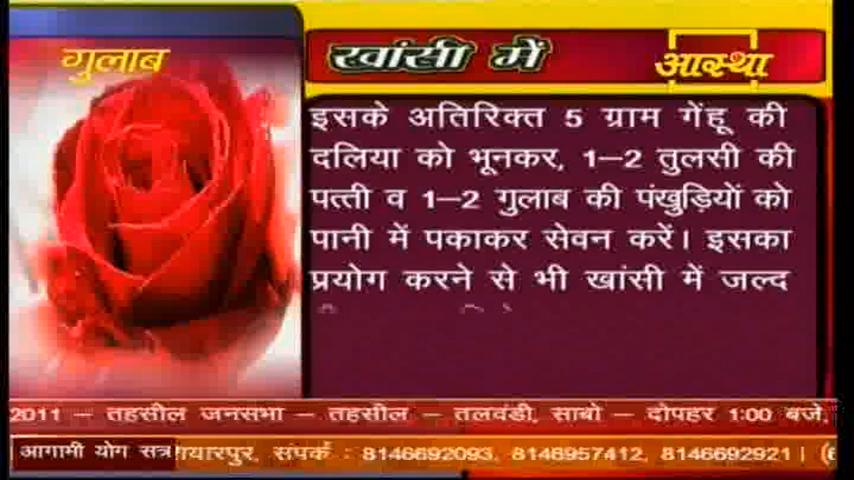 गुलाब
खांसी में
आस्था
इसके अतिरिक्त 5 ग्राम गेंहू की
दलिया को भूनकर, 1–2 तुलसी की
पत्ती व 1–2 गुलाब की पंखुड़ियों को
पानी में पकाकर सेवन करें। इसका
प्रयोग करने से भी खांसी में जल्द
2011 – तहसील जनसभा – तहसील – तलवंडी, साबो – दोपहर 1:00 बजे,
आगामी योग सत्र
यारपुर, संपर्क : 8146692093, 8146957412, 8146692921 |